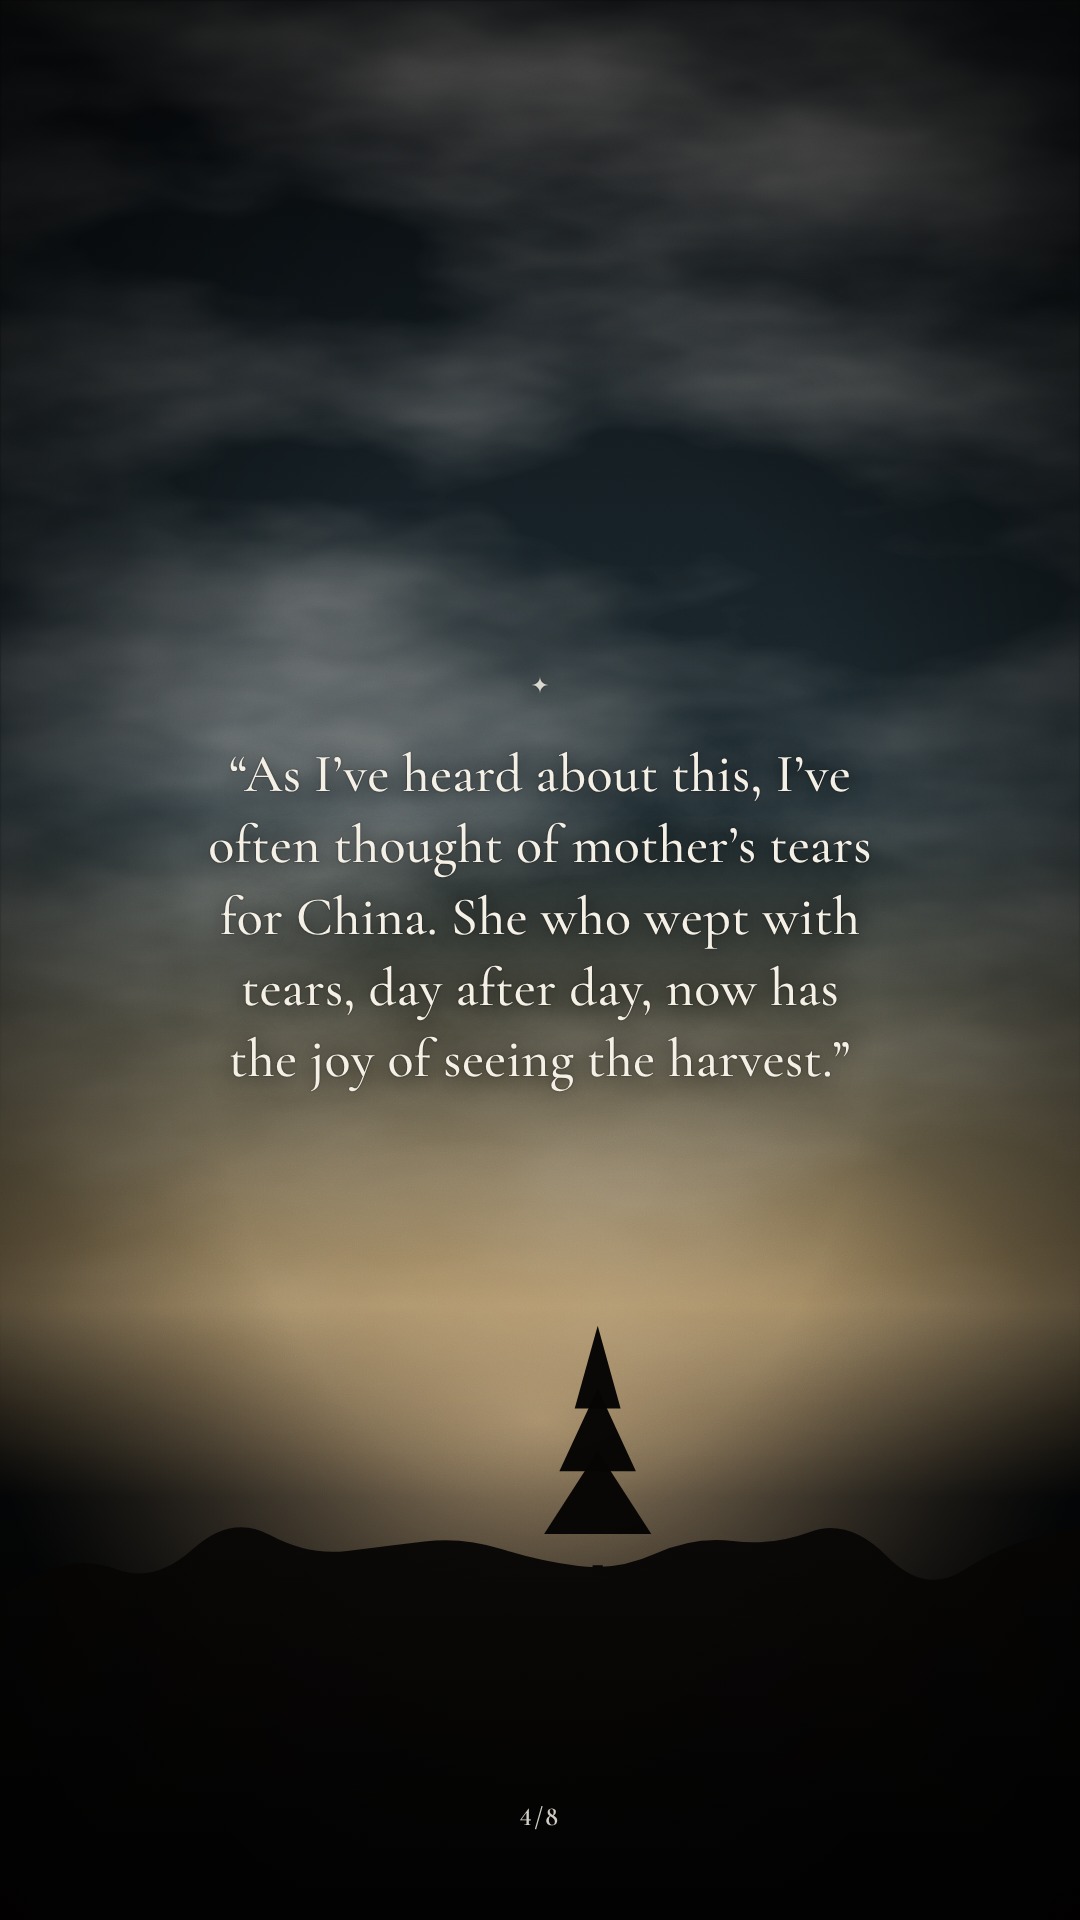 “As I’ve heard about this, I’ve
often thought of mother’s tears
for China. She who wept with
tears, day after day, now has
the joy of seeing the harvest.”
4/8